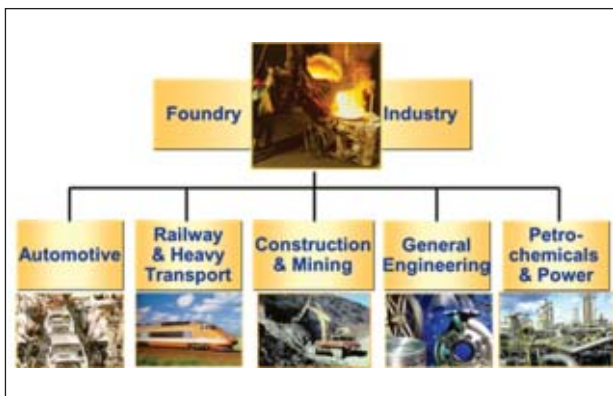 Foundry Industry
Automotive
Railway
& Heavy
Transport
Construction
& Mining
General
Engineering
Petro-
chemicals
& Power